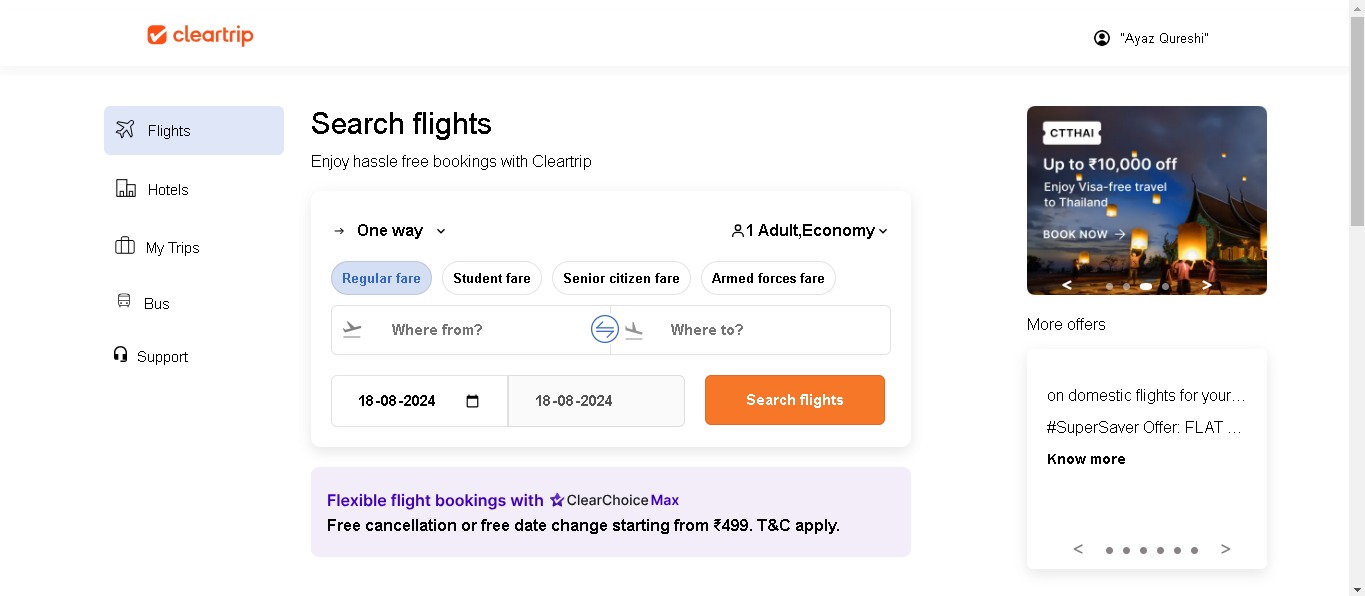 cleartrip
"Ayaz Qureshi"
Flights
Hotels
My Trips
Bus
Support
Search flights
Enjoy hassle free bookings with Cleartrip
One way
1 Adult,Economy
Regular fare
Student fare
Senior citizen fare
Armed forces fare
Where from?
Where to?
18-08-2024
18-08-2024
Search flights
Flexible flight bookings with ClearChoice Max
Free cancellation or free date change starting from ₹499. T&C apply.
CTTHAI
Up to ₹10,000 off
Enjoy Visa-free travel
to Thailand
BOOK NOW →
< >
More offers
on domestic flights for your...
#SuperSaver Offer: FLAT ...
Know more
< >